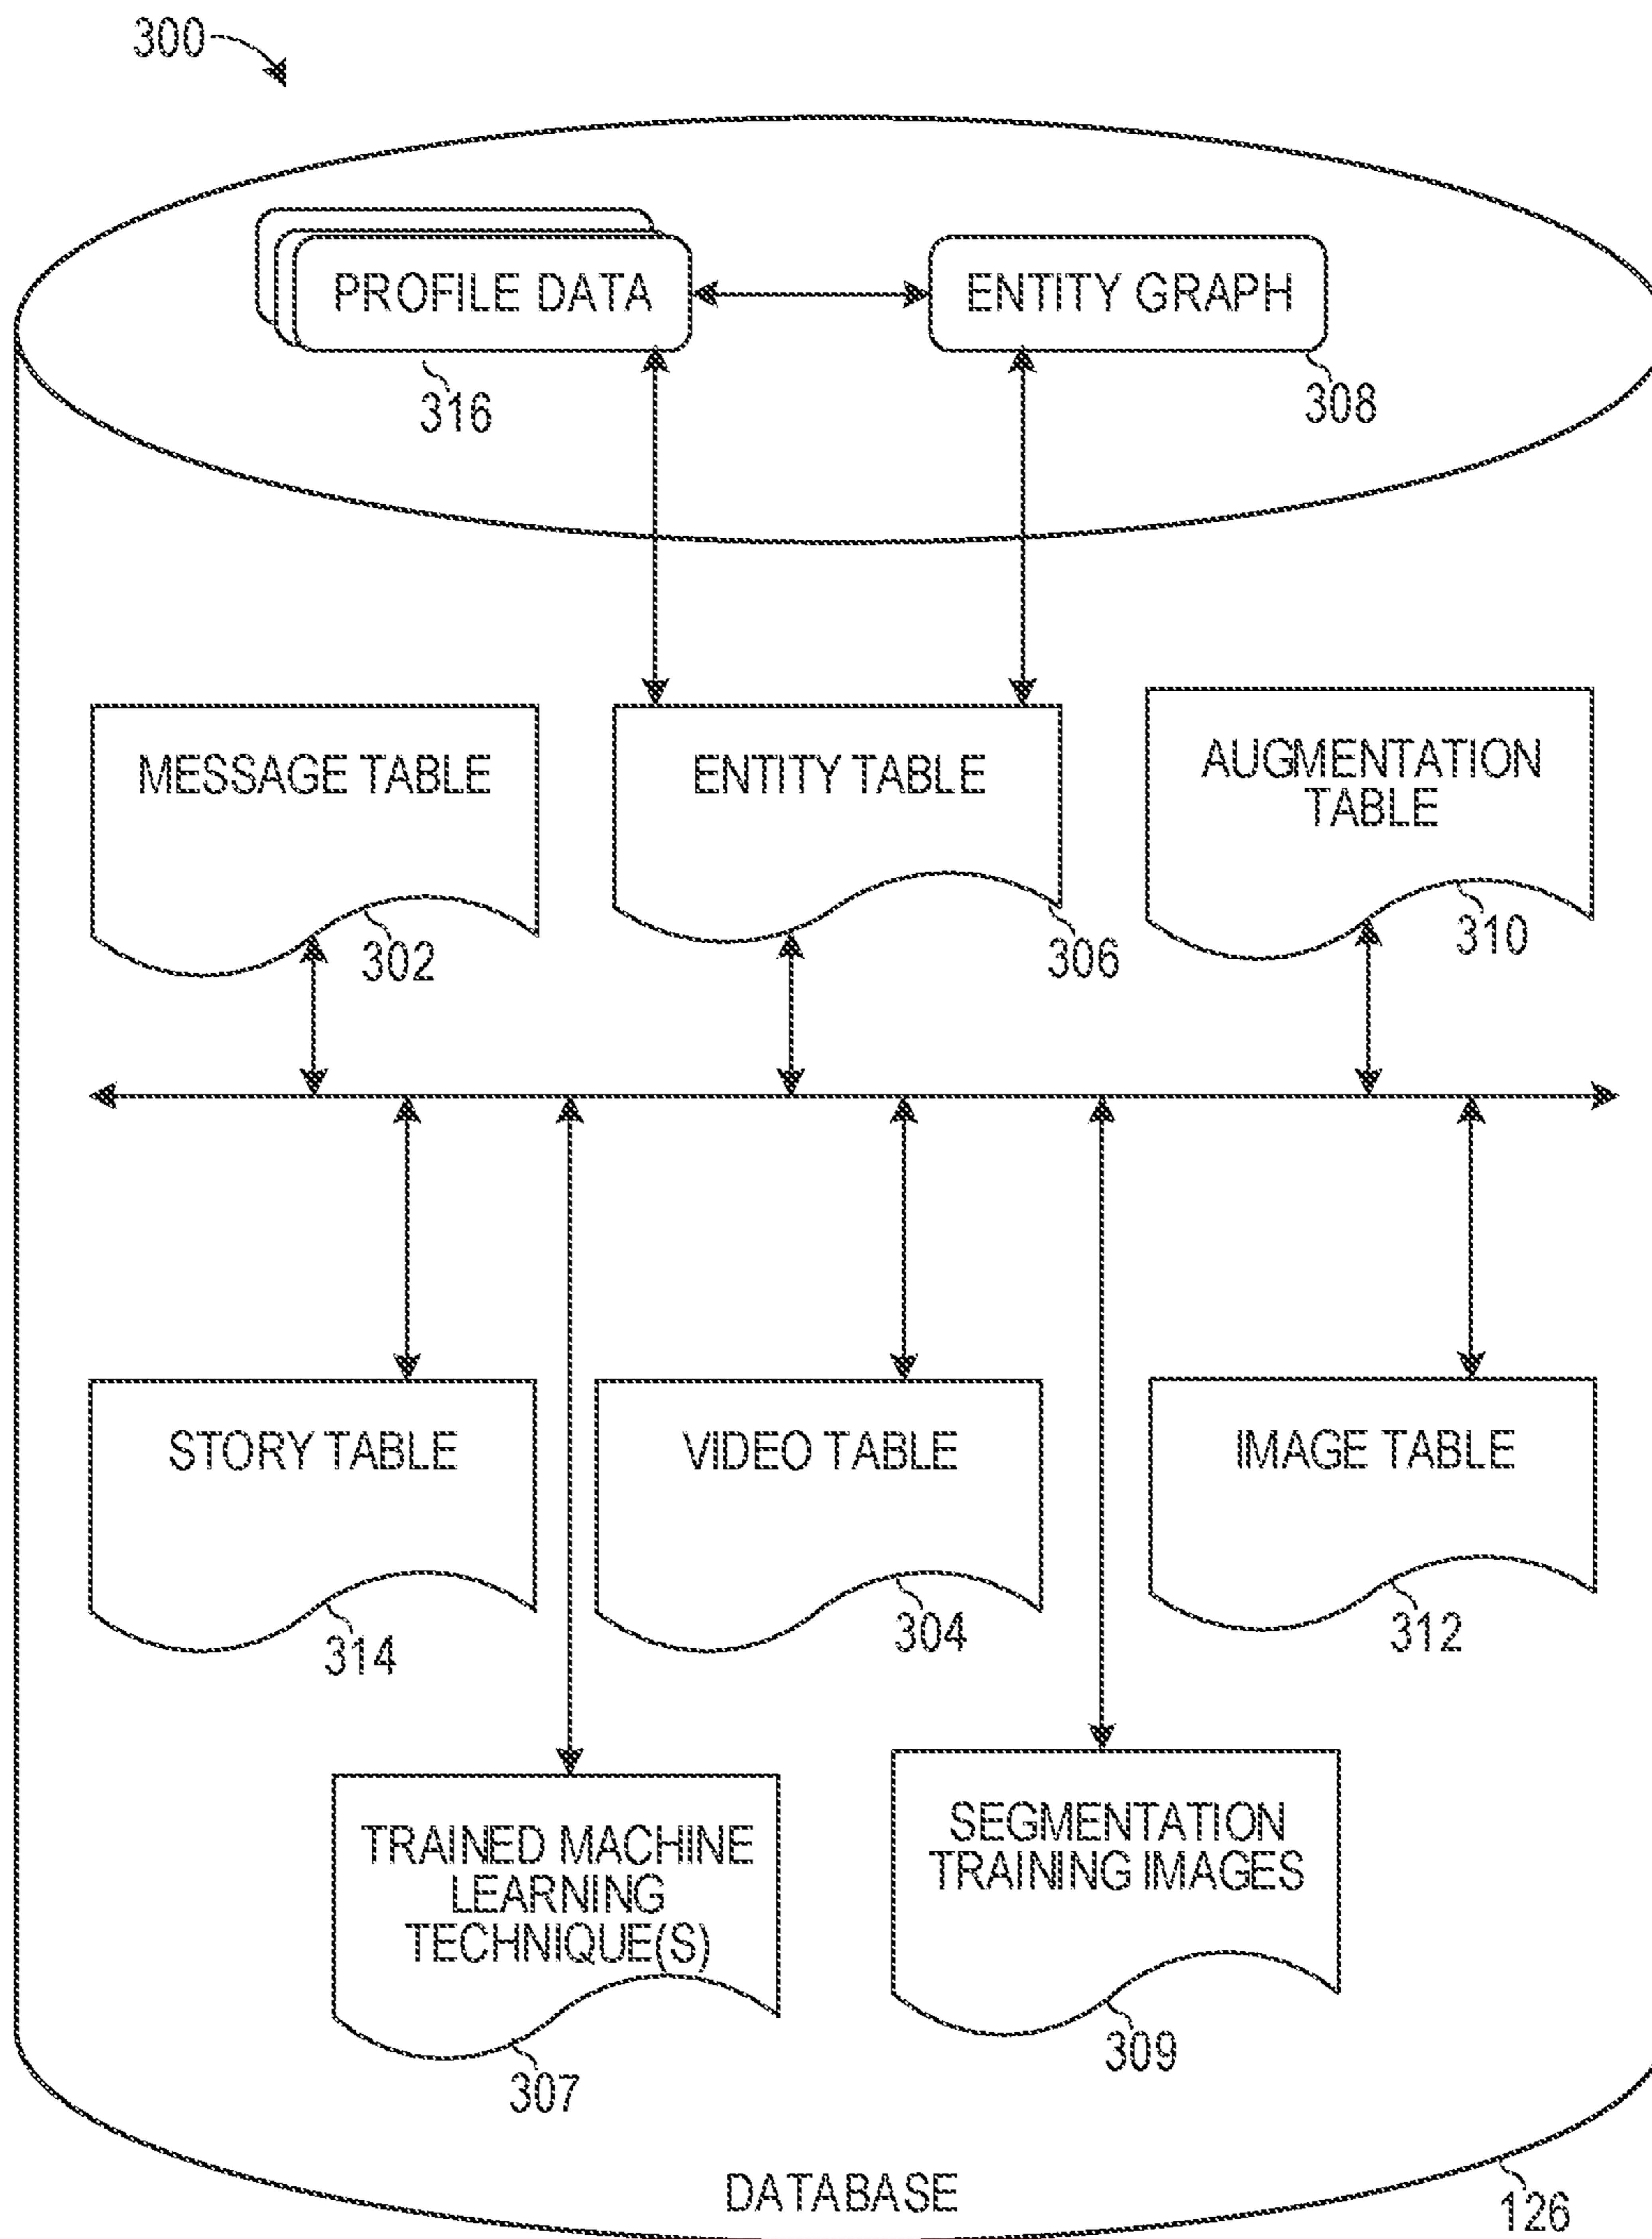 300
PROFILE DATA
ENTITY GRAPH
316
308
MESSAGE TABLE
ENTITY TABLE
AUGMENTATION
TABLE
302
306
310
STORY TABLE
VIDEO TABLE
IMAGE TABLE
314
304
312
TRAINED MACHINE
LEARNING
TECHNIQUE(S)
SEGMENTATION
TRAINING IMAGES
307
309
DATABASE
126